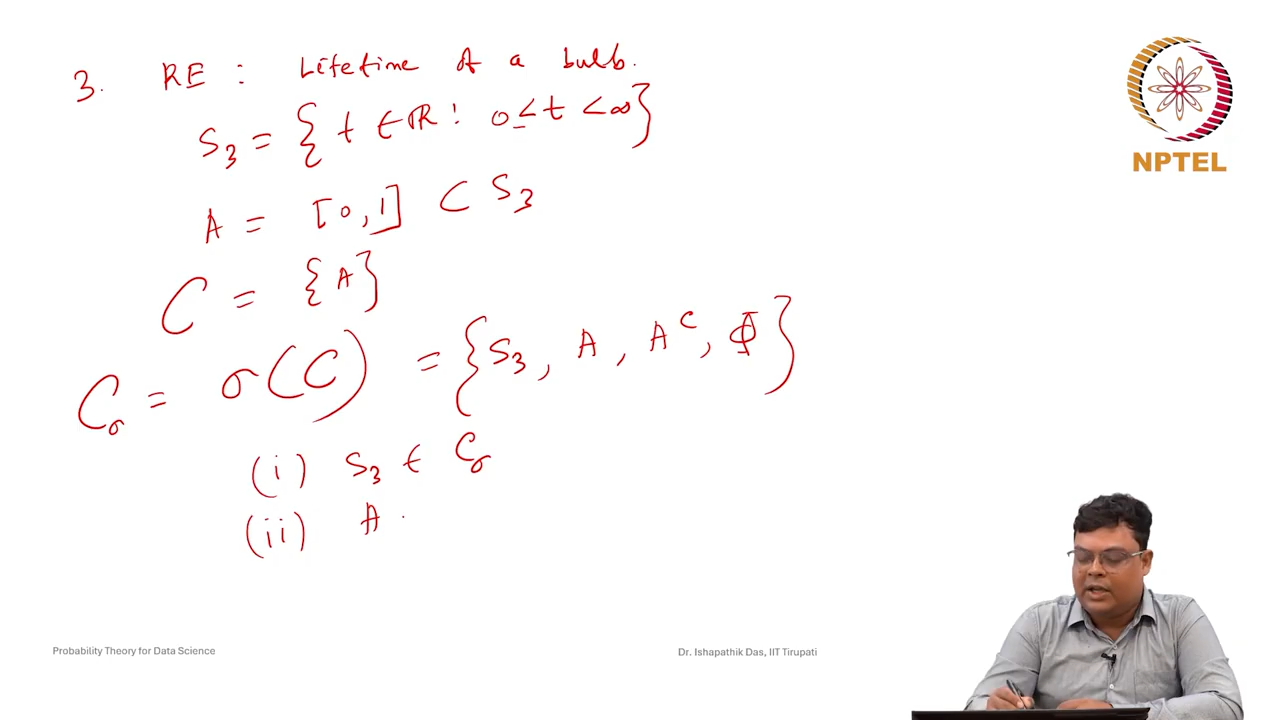 3. RE : Lifetime of a bulb.
S₃ = { t ∈ ℝ : 0 ≤ t < ∞ }
A = [0, 1] ⊂ S₃
C = {A}
C_σ = σ(C) = {S₃, A, Aᶜ, Φ}
(i) S₃ ∈ C_σ
(ii) A
NPTEL
Probability Theory for Data Science
Dr. Ishapathik Das, IIT Tirupati